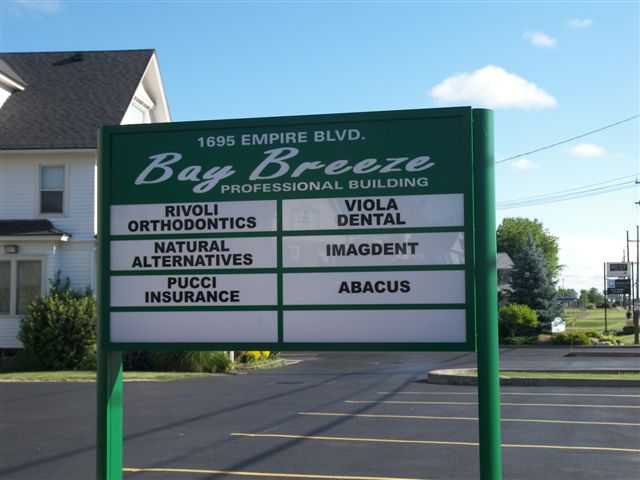 1695 EMPIRE BLVD.
Bay Breeze
PROFESSIONAL BUILDING
RIVOLI
ORTHODONTICS
VIOLA
DENTAL
NATURAL
ALTERNATIVES
IMAGDENT
PUCCI
INSURANCE
ABACUS